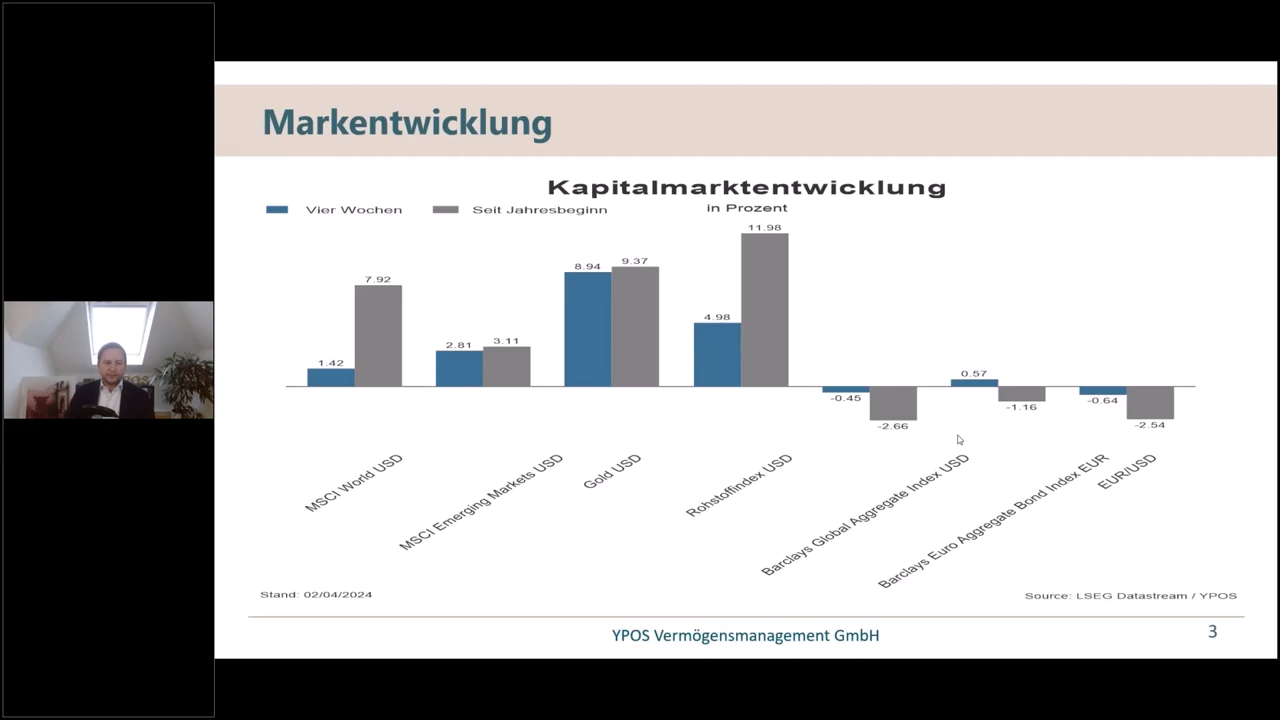 Markentwicklung
Kapitalmarktentwicklung
in Prozent
Vier Wochen
Seit Jahresbeginn
1.42
7.92
2.81
3.11
8.94
9.37
4.98
11.98
-0.45
-2.66
0.57
-1.16
-0.64
-2.54
MSCI World USD
MSCI Emerging Markets USD
Gold USD
Rohstoffindex USD
Barclays Global Aggregate Index USD
Barclays Euro Aggregate Bond Index EUR
EUR/USD
Stand: 02/04/2024
Source: LSEG Datastream / YPOS
YPOS Vermögensmanagement GmbH
3